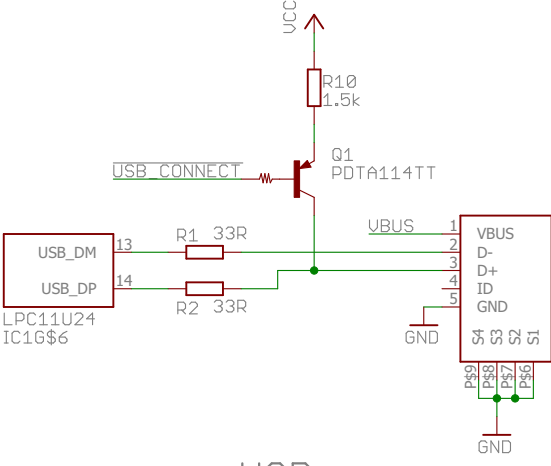 VCC
R10
1.5k
Q1
PDTA114TT
USB_CONNECT
R1 33R
VBUS
1 VBUS
2 D-
3 D+
4 ID
5 GND
USB_DM 13
USB_DP 14
R2 33R
LPC11U24
IC1G$6
GND
S4 S3 S2 S1
P$9 P$8 P$7 P$6
GND